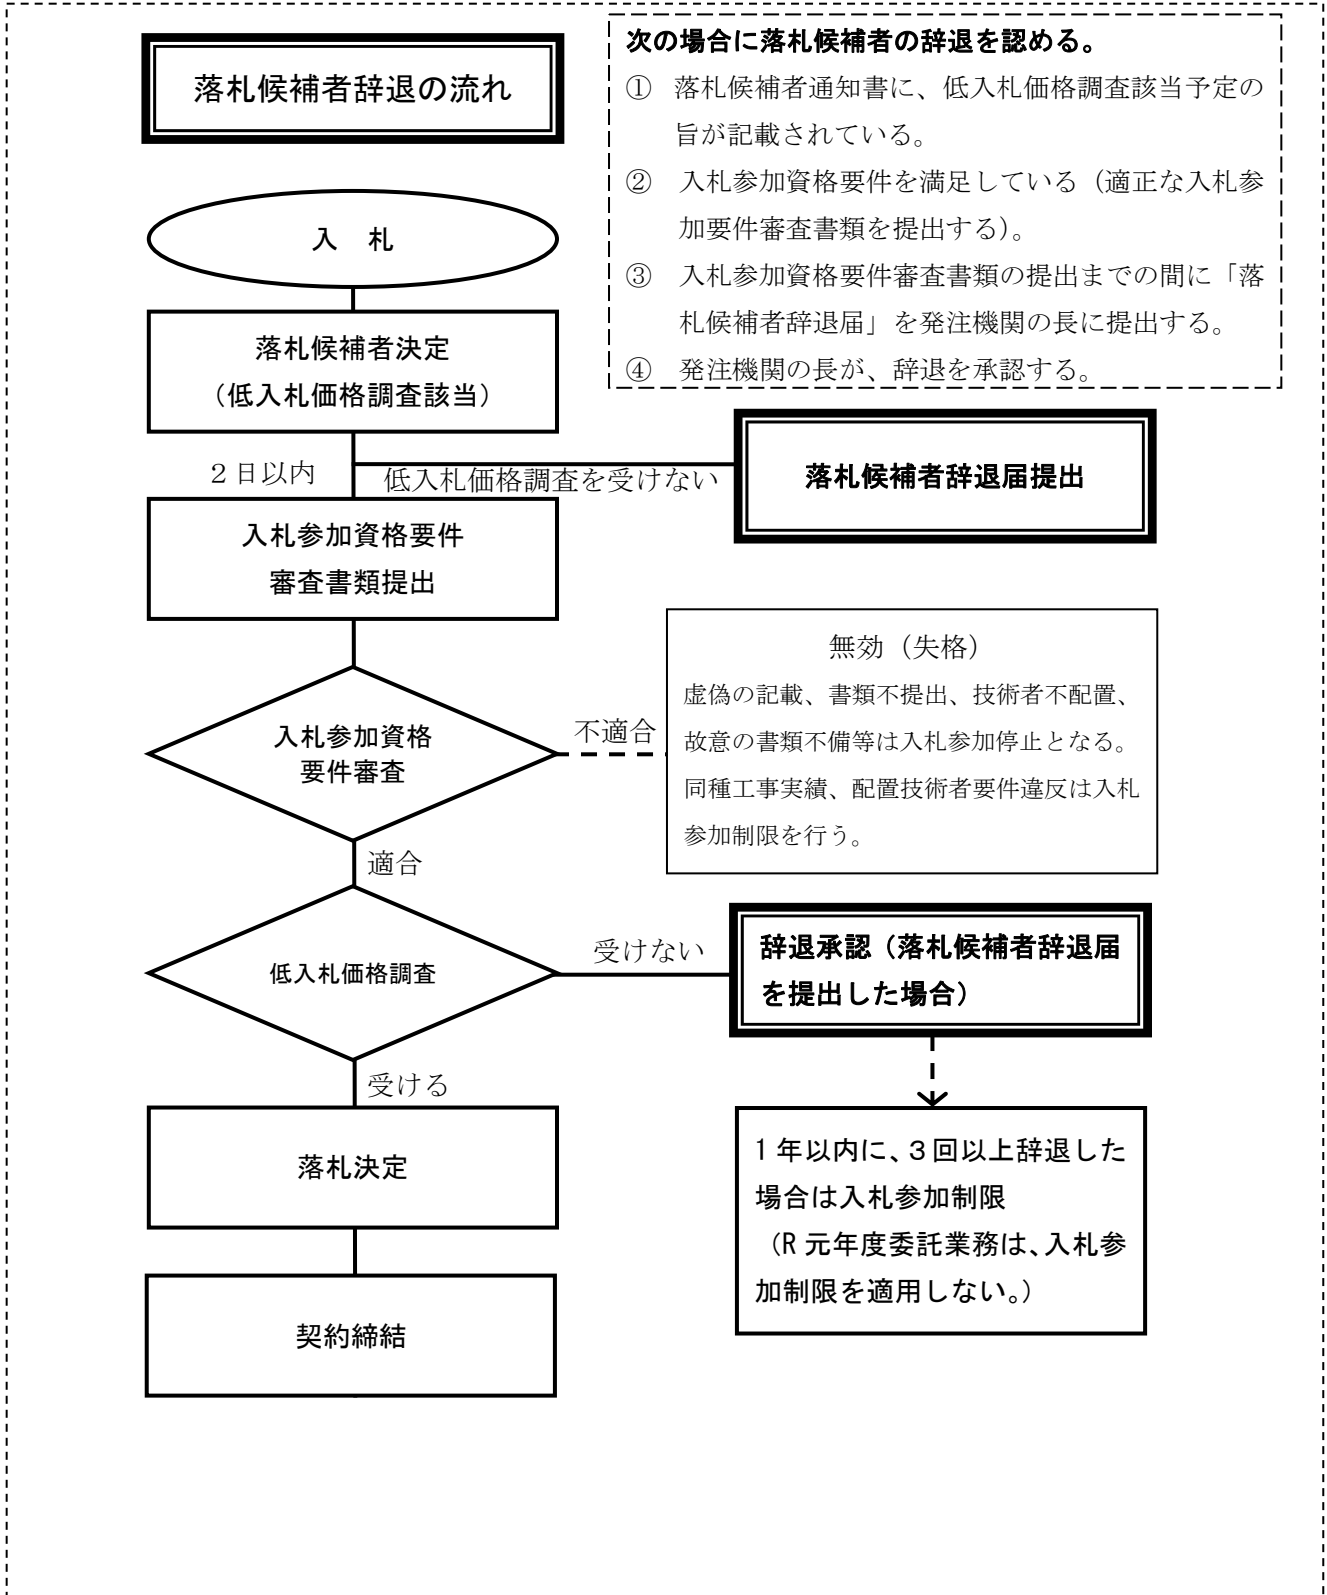 落札候補者辞退の流れ
次の場合に落札候補者の辞退を認める。
① 落札候補者通知書に、低入札価格調査該当予定の
旨が記載されている。
② 入札参加資格要件を満足している（適正な入札参
加要件審査書類を提出する）。
③ 入札参加資格要件審査書類の提出までの間に「落
札候補者辞退届」を発注機関の長に提出する。
④ 発注機関の長が、辞退を承認する。
入 札
落札候補者決定
（低入札価格調査該当）
２日以内
低入札価格調査を受けない
落札候補者辞退届提出
入札参加資格要件
審査書類提出
無効（失格）
虚偽の記載、書類不提出、技術者不配置、
故意の書類不備等は入札参加停止となる。
同種工事実績、配置技術者要件違反は入札
参加制限を行う。
入札参加資格
要件審査
不適合
適合
低入札価格調査
受けない
辞退承認（落札候補者辞退届
を提出した場合）
受ける
落札決定
1 年以内に、３回以上辞退した
場合は入札参加制限
（R 元年度委託業務は、入札参
加制限を適用しない。）
契約締結